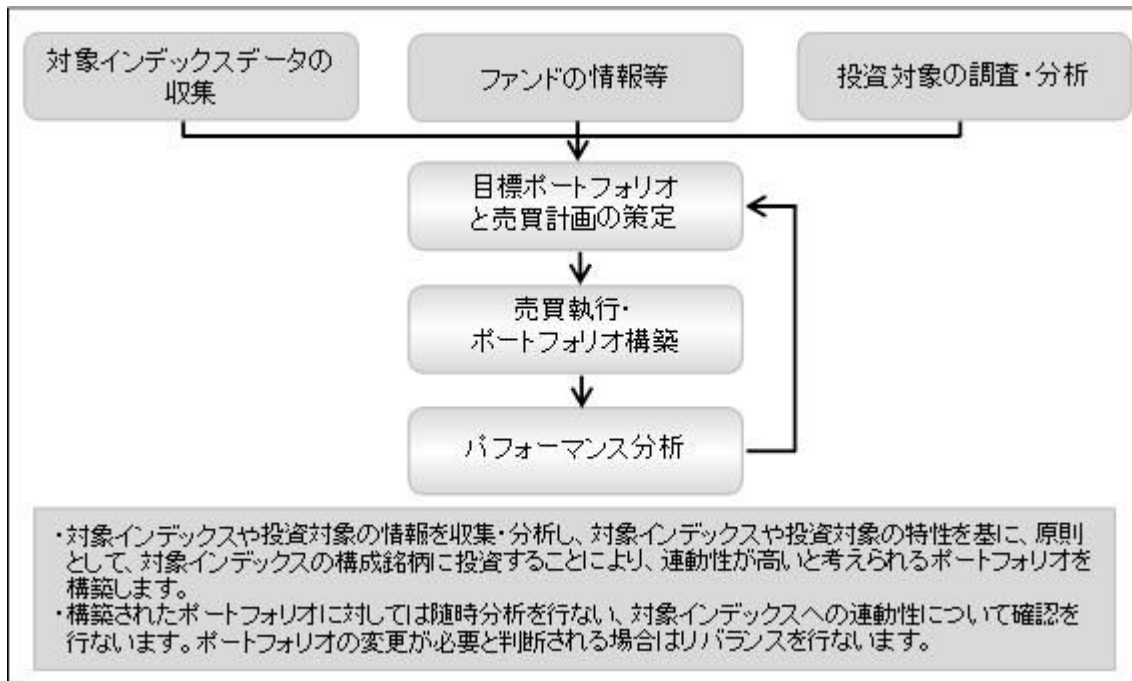 対象インデックスデータの
収集
ファンドの情報等
投資対象の調査・分析
目標ポートフォリオ
と売買計画の策定
売買執行・
ポートフォリオ構築
パフォーマンス分析
・対象インデックスや投資対象の情報を収集・分析し、対象インデックスや投資対象の特性を基に、原則
として、対象インデックスの構成銘柄に投資することにより、連動性が高いと考えられるポートフォリオを
構築します。
・構築されたポートフォリオに対しては随時分析を行ない、対象インデックスへの連動性について確認を
行ないます。ポートフォリオの変更が必要と判断される場合はリバランスを行ないます。